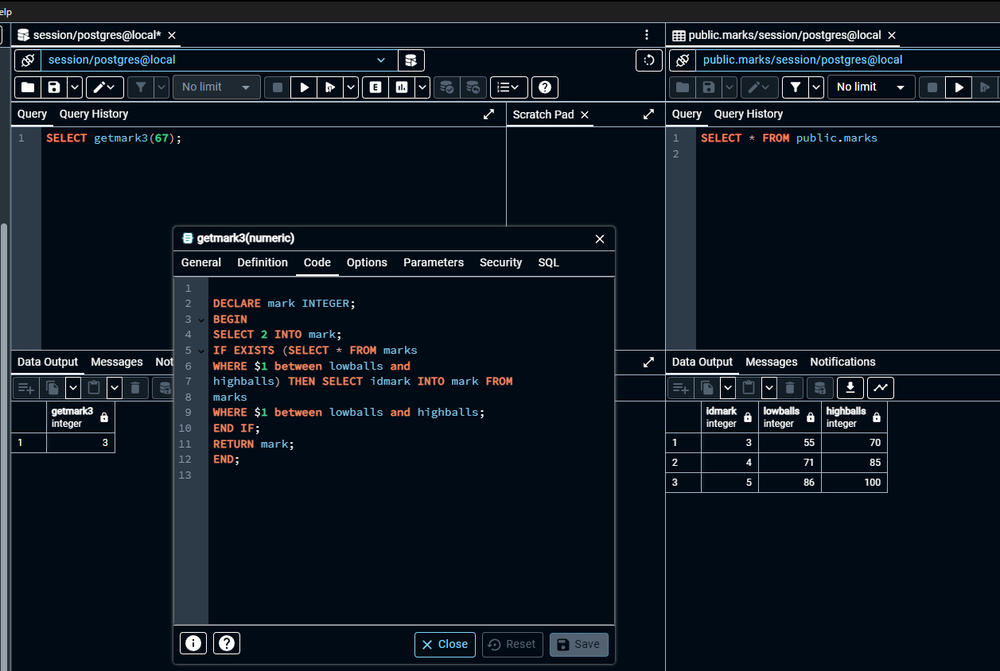 elp
session/postgres@local*
session/postgres@local
No limit
Query Query History
Scratch Pad
1 SELECT getmark3(67);
public.marks/session/postgres@local
public.marks/session/postgres@local
No limit
Query Query History
1 SELECT * FROM public.marks
2
getmark3(numeric)
General Definition Code Options Parameters Security SQL
1
2 DECLARE mark INTEGER;
3 BEGIN
4 SELECT 2 INTO mark;
5 IF EXISTS (SELECT * FROM marks
6 WHERE $1 between lowballs and
7 highballs) THEN SELECT idmark INTO mark FROM
8 marks
9 WHERE $1 between lowballs and highballs;
10 END IF;
11 RETURN mark;
12 END;
13
Close Reset Save
Data Output Messages Not
getmark3
integer
1 3
Data Output Messages Notifications
idmark lowballs highballs
integer integer integer
1 3 55 70
2 4 71 85
3 5 86 100